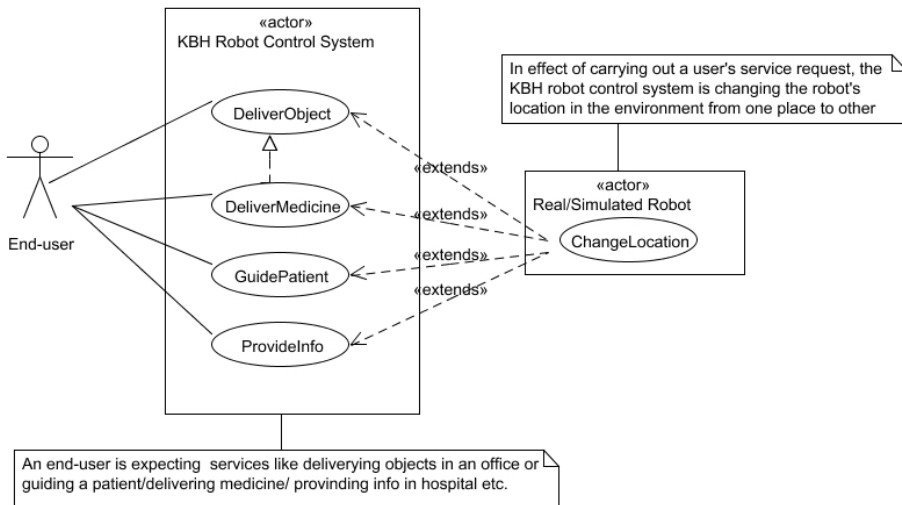 «actor»
KBH Robot Control System
DeliverObject
DeliverMedicine
GuidePatient
ProvideInfo
End-user
«extends»
«extends»
«extends»
«extends»
In effect of carrying out a user's service request, the
KBH robot control system is changing the robot's
location in the environment from one place to other
«actor»
Real/Simulated Robot
ChangeLocation
An end-user is expecting services like deliverying objects in an office or
guiding a patient/delivering medicine/ provinding info in hospital etc.